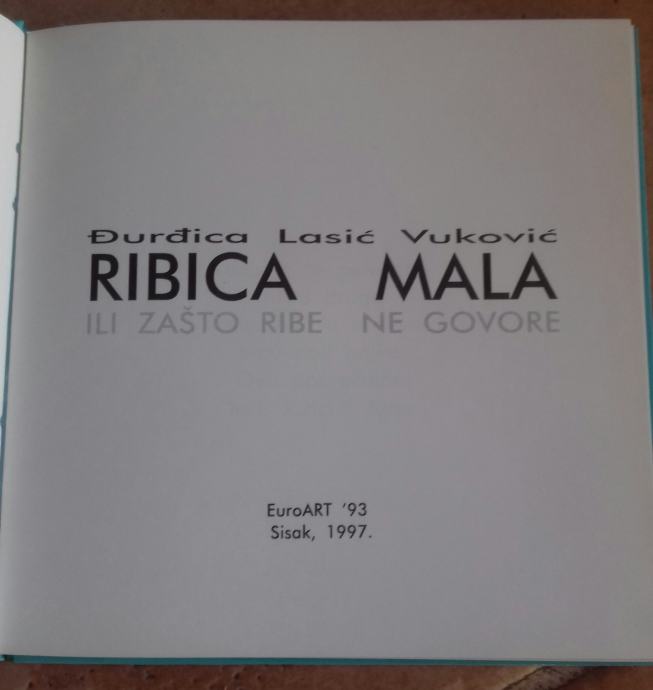 Đurđica Lasić Vuković
RIBICA MALA
ILI ZAŠTO RIBE NE GOVORE
EuroART '93
Sisak, 1997.